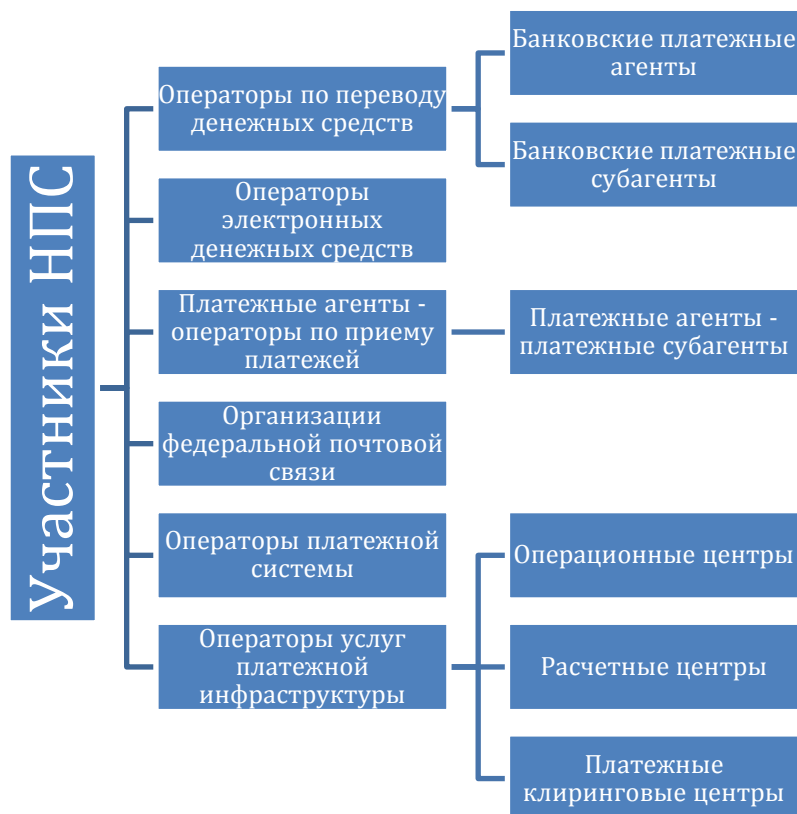 Участники НПС
Операторы по переводу
денежных средств
Банковские платежные
агенты
Банковские платежные
субагенты
Операторы
электронных
денежных средств
Платежные агенты -
операторы по приему
платежей
Платежные агенты -
платежные субагенты
Организации
федеральной почтовой
связи
Операторы платежной
системы
Операторы услуг
платежной
инфраструктуры
Операционные центры
Расчетные центры
Платежные
клиринговые центры